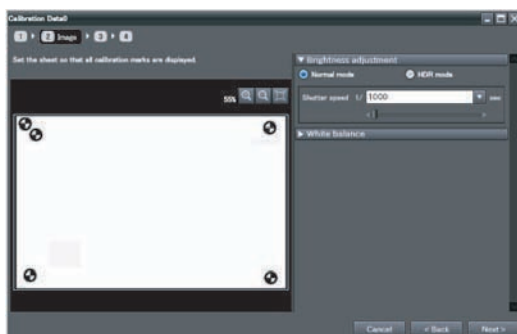 Calibration Data0
1 2 Image 3 4
Set the sheet so that all calibration marks are displayed.
55%
Brightness adjustment
Normal mode HDR mode
Shutter speed 1/ 1000 sec
White balance
Cancel < Back Next >